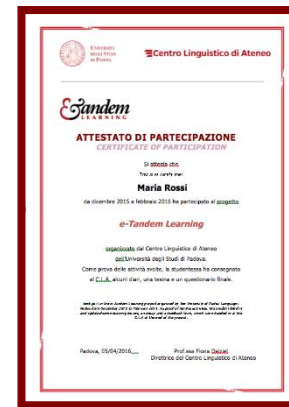 UNIVERSITÀ
DEGLI STUDI
DI PADOVA
Centro Linguistico di Ateneo
Etandem
LEARNING
ATTESTATO DI PARTECIPAZIONE
CERTIFICATE OF PARTICIPATION
Si attesta che
This is to certify that
Maria Rossi
da dicembre 2015 a febbraio 2016 ha partecipato al progetto
e-Tandem Learning
organizzato dal Centro Linguistico di Ateneo
dell'Università degli Studi di Padova.
Come prova delle attività svolte, la studentessa ha consegnato
al C.L.A. alcuni diari, una tesina e un questionario finale.
Padova, 05/04/2016
Prof.ssa Fiona Dalziel
Direttrice del Centro Linguistico di Ateneo